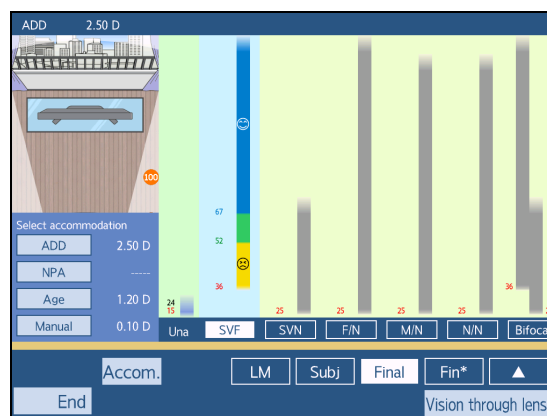 ADD 2.50 D
100
Select accommodation
ADD 2.50 D
NPA -----
Age 1.20 D
Manual 0.10 D
67
52
36
24
15
25
25
25
25
36
Una SVF SVN F/N M/N N/N Bifoca
Accom. LM Subj Final Fin* ▲
End Vision through lens